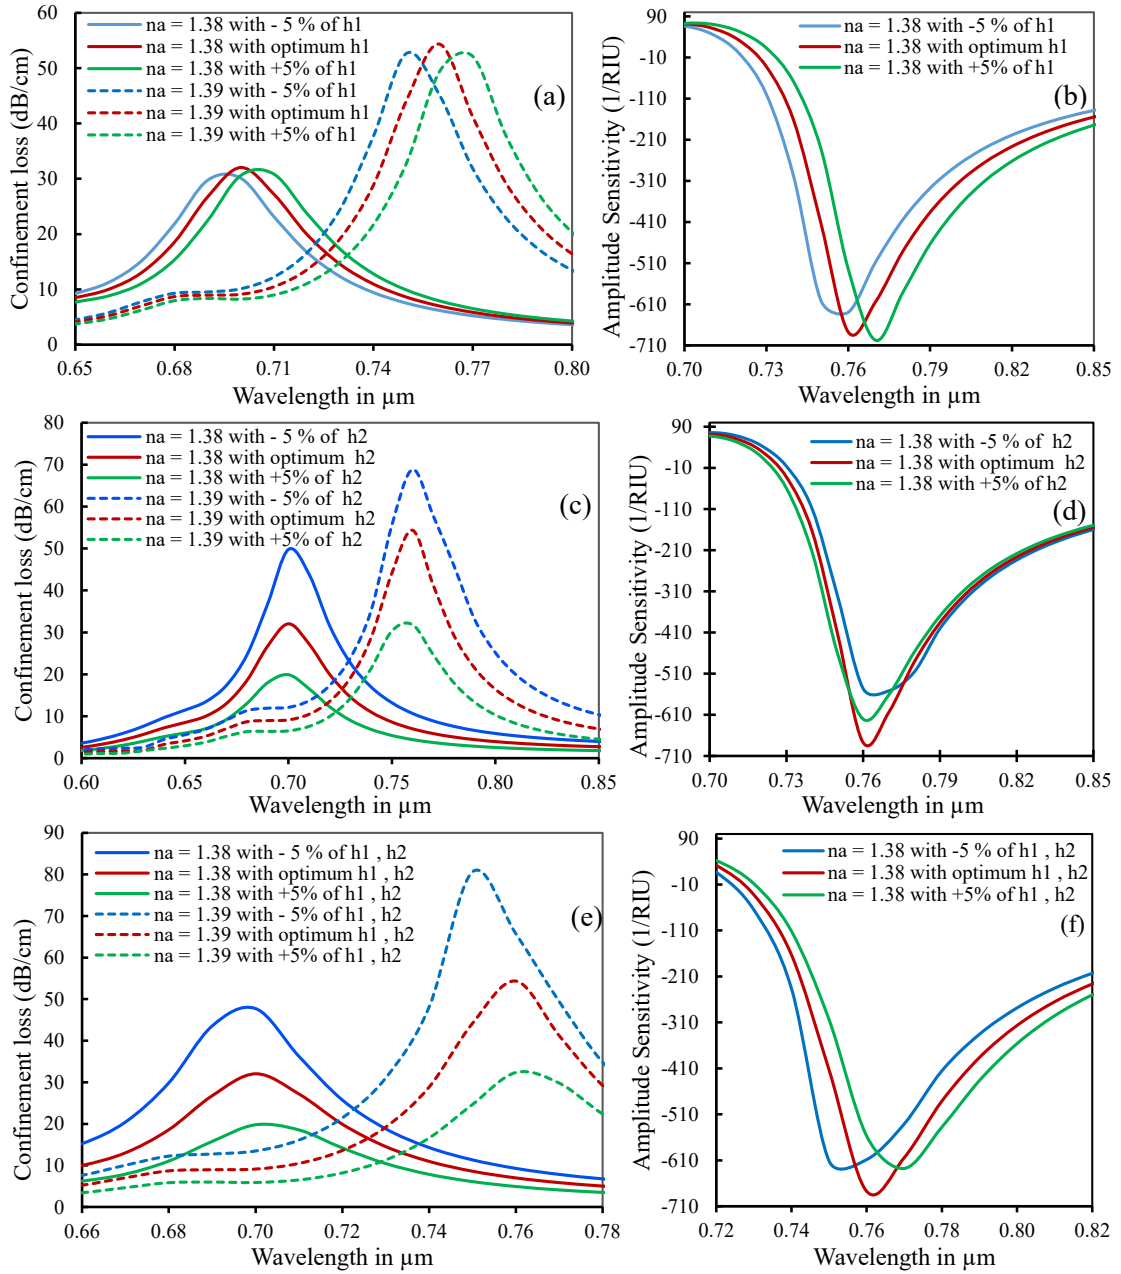 60
50
40
30
20
10
0
Confinement loss (dB/cm)
na = 1.38 with - 5 % of h1
na = 1.38 with optimum h1
na = 1.38 with +5% of h1
na = 1.39 with - 5 % of h1
na = 1.39 with optimum h1
na = 1.39 with +5% of h1
(a)
0.65 0.68 0.71 0.74 0.77 0.80
Wavelength in µm
90
-10
-110
-210
-310
-410
-510
-610
-710
Amplitude Sensitivity (1/RIU)
na = 1.38 with -5 % of h1
na = 1.38 with optimum h1
na = 1.38 with +5% of h1
(b)
0.70 0.73 0.76 0.79 0.82 0.85
Wavelength in µm
80
70
60
50
40
30
20
10
0
Confinement loss (dB/cm)
na = 1.38 with - 5 % of h2
na = 1.38 with optimum h2
na = 1.38 with +5% of h2
na = 1.39 with - 5% of h2
na = 1.39 with optimum h2
na = 1.39 with +5% of h2
(c)
0.60 0.65 0.70 0.75 0.80 0.85
Wavelength in µm
90
-10
-110
-210
-310
-410
-510
-610
-710
Amplitude Sensitivity (1/RIU)
na = 1.38 with -5 % of h2
na = 1.38 with optimum h2
na = 1.38 with +5% of h2
(d)
0.70 0.73 0.76 0.79 0.82 0.85
Wavelength in µm
90
80
70
60
50
40
30
20
10
0
Confinement loss (dB/cm)
na = 1.38 with - 5 % of h1 , h2
na = 1.38 with optimum h1 , h2
na = 1.38 with +5% of h1 , h2
na = 1.39 with - 5% of h1 , h2
na = 1.39 with optimum h1 , h2
na = 1.39 with +5% of h1 , h2
(e)
0.66 0.68 0.70 0.72 0.74 0.76 0.78
Wavelength in µm
90
-10
-110
-210
-310
-410
-510
-610
-710
Amplitude Sensitivity (1/RIU)
na = 1.38 with -5 % of h1 , h2
na = 1.38 with optimum h1 , h2
na = 1.38 with +5% of h1 , h2
(f)
0.72 0.74 0.76 0.78 0.80 0.82
Wavelength in µm